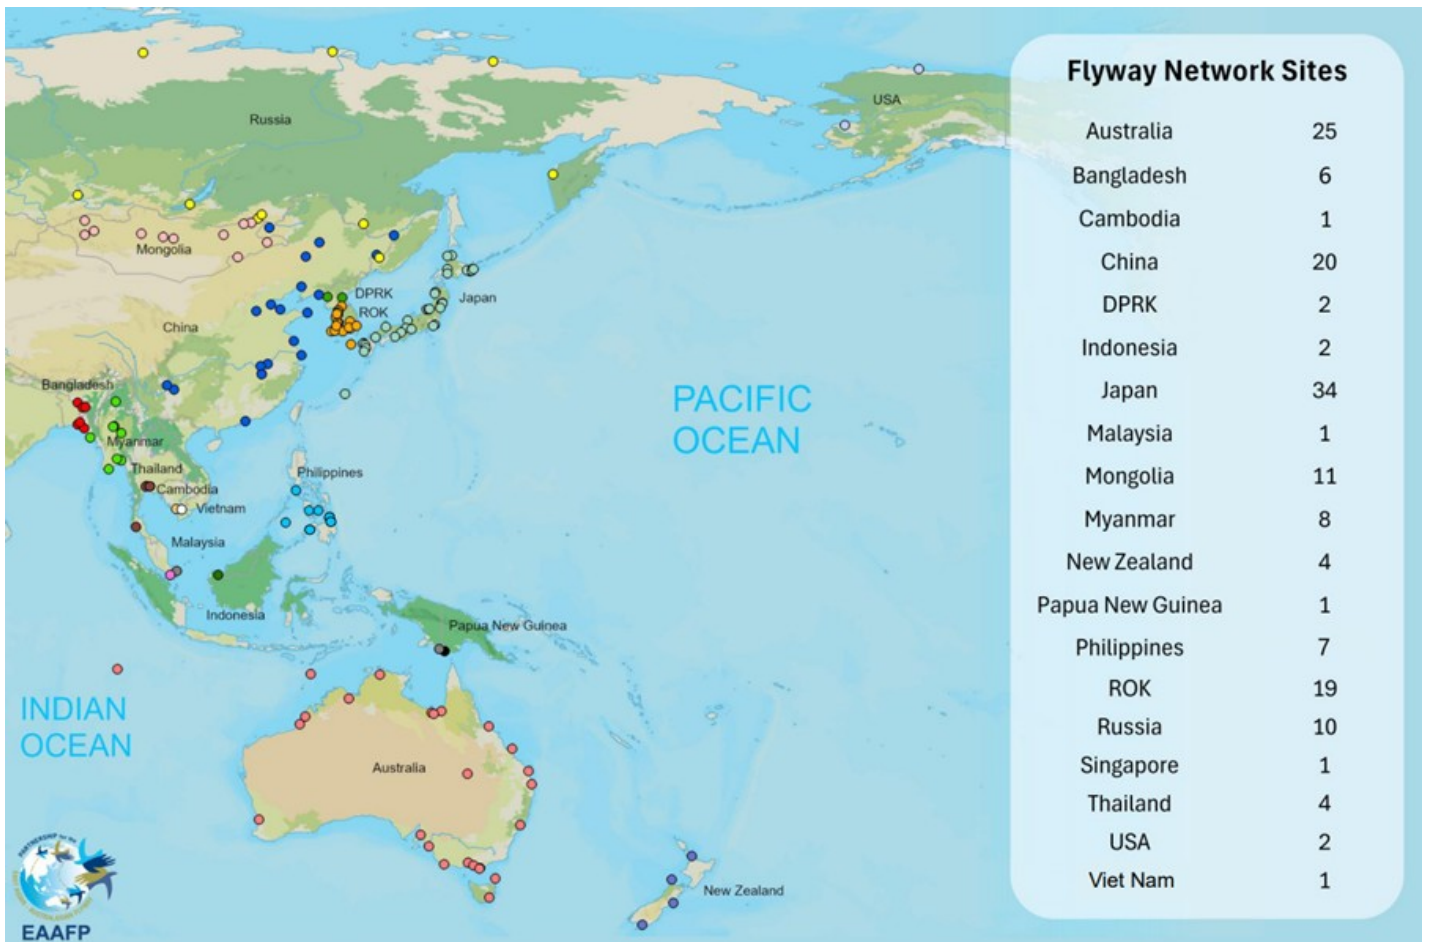 Russia
USA
Mongolia
DPRK
ROK
Japan
China
Bangladesh
Myanmar
Thailand
Cambodia
Vietnam
Philippines
Malaysia
Indonesia
Papua New Guinea
PACIFIC
OCEAN
INDIAN
OCEAN
Australia
New Zealand
EAAFP
Flyway Network Sites
Australia 25
Bangladesh 6
Cambodia 1
China 20
DPRK 2
Indonesia 2
Japan 34
Malaysia 1
Mongolia 11
Myanmar 8
New Zealand 4
Papua New Guinea 1
Philippines 7
ROK 19
Russia 10
Singapore 1
Thailand 4
USA 2
Viet Nam 1